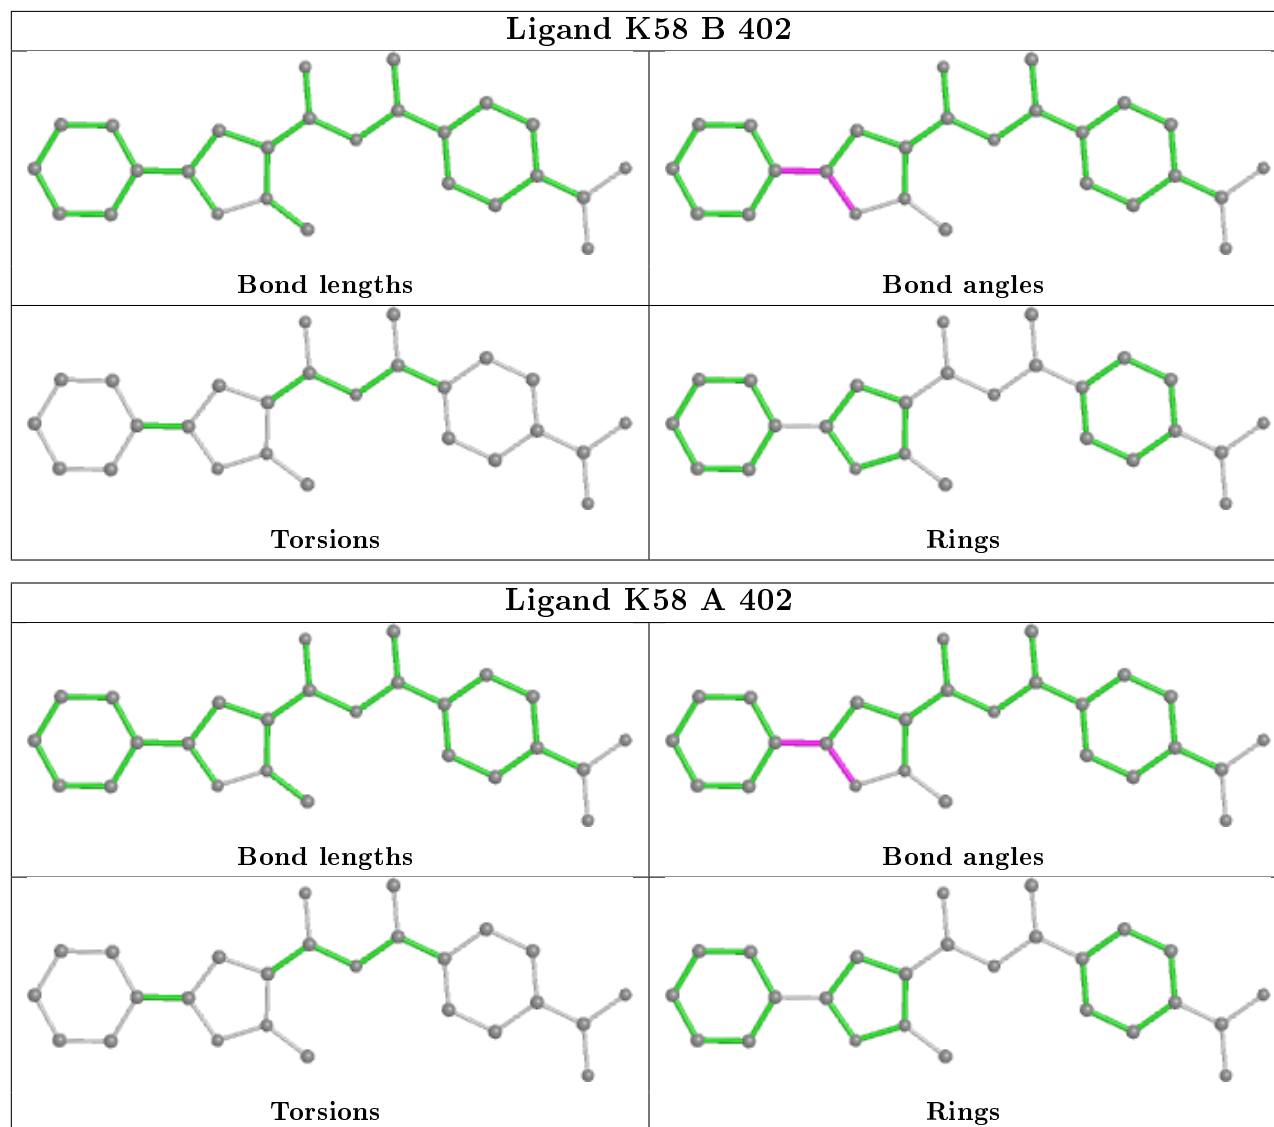 Ligand K58 B 402
Bond lengths
Bond angles
Torsions
Rings
Ligand K58 A 402
Bond lengths
Bond angles
Torsions
Rings